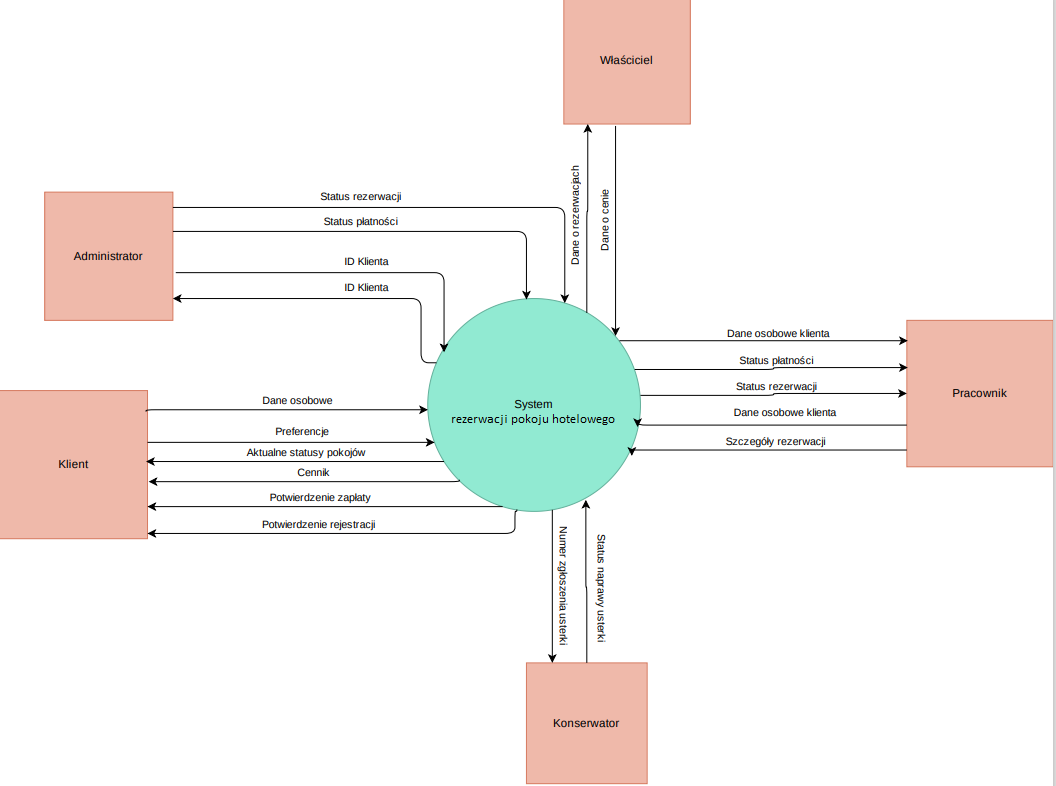 Właściciel
Dane o rezerwacjach
Dane o cenie
Administrator
Status rezerwacji
Status płatności
ID Klienta
ID Klienta
System
rezerwacji pokoju hotelowego
Dane osobowe klienta
Status płatności
Status rezerwacji
Dane osobowe klienta
Szczegóły rezerwacji
Pracownik
Klient
Dane osobowe
Preferencje
Aktualne statusy pokojów
Cennik
Potwierdzenie zapłaty
Potwierdzenie rejestracji
Numer zgłoszenia usterki
Status naprawy usterki
Konserwator